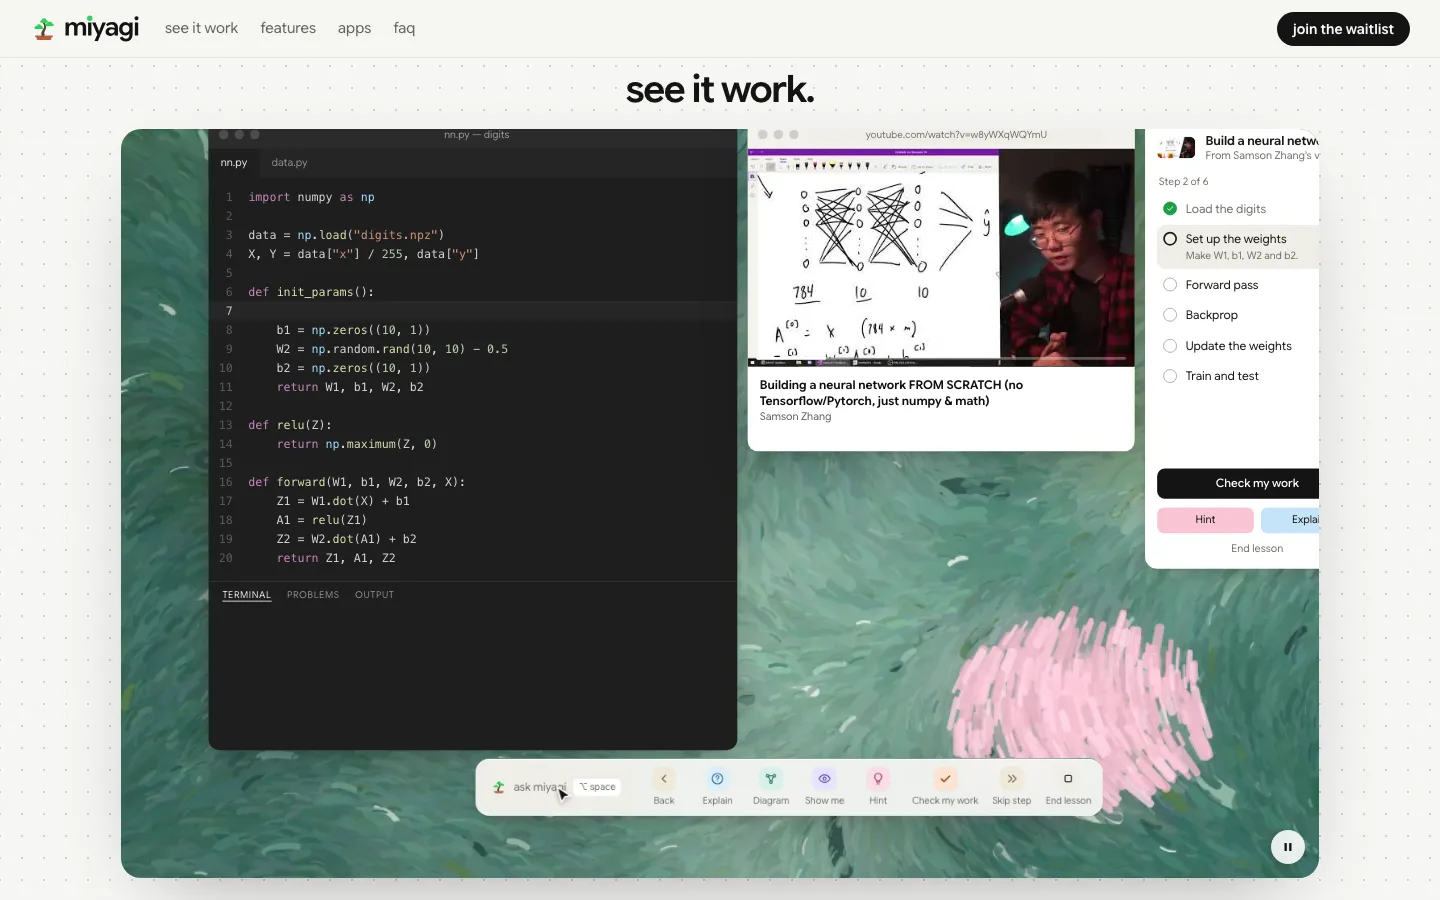 miyagi
see it work
features
apps
faq
join the waitlist
see it work.
nn.py — digits
nn.py
data.py
1 import numpy as np
2
3 data = np.load("digits.npz")
4 X, Y = data["x"] / 255, data["y"]
5
6 def init_params():
7
8 b1 = np.zeros((10, 1))
9 W2 = np.random.rand(10, 10) − 0.5
10 b2 = np.zeros((10, 1))
11 return W1, b1, W2, b2
12
13 def relu(Z):
14 return np.maximum(Z, 0)
15
16 def forward(W1, b1, W2, b2, X):
17 Z1 = W1.dot(X) + b1
18 A1 = relu(Z1)
19 Z2 = W2.dot(A1) + b2
20 return Z1, A1, Z2
TERMINAL
PROBLEMS
OUTPUT
youtube.com/watch?v=w8yWXqWQYmU
ŷ
784 10 10
A[0] = X (784 × m)
Building a neural network FROM SCRATCH (no
Tensorflow/Pytorch, just numpy & math)
Samson Zhang
Build a neural netw
From Samson Zhang's v
Step 2 of 6
Load the digits
Set up the weights
Make W1, b1, W2 and b2.
Forward pass
Backprop
Update the weights
Train and test
Check my work
Hint
Explai
End lesson
ask miyagi
⌥ space
Back
Explain
Diagram
Show me
Hint
Check my work
Skip step
End lesson